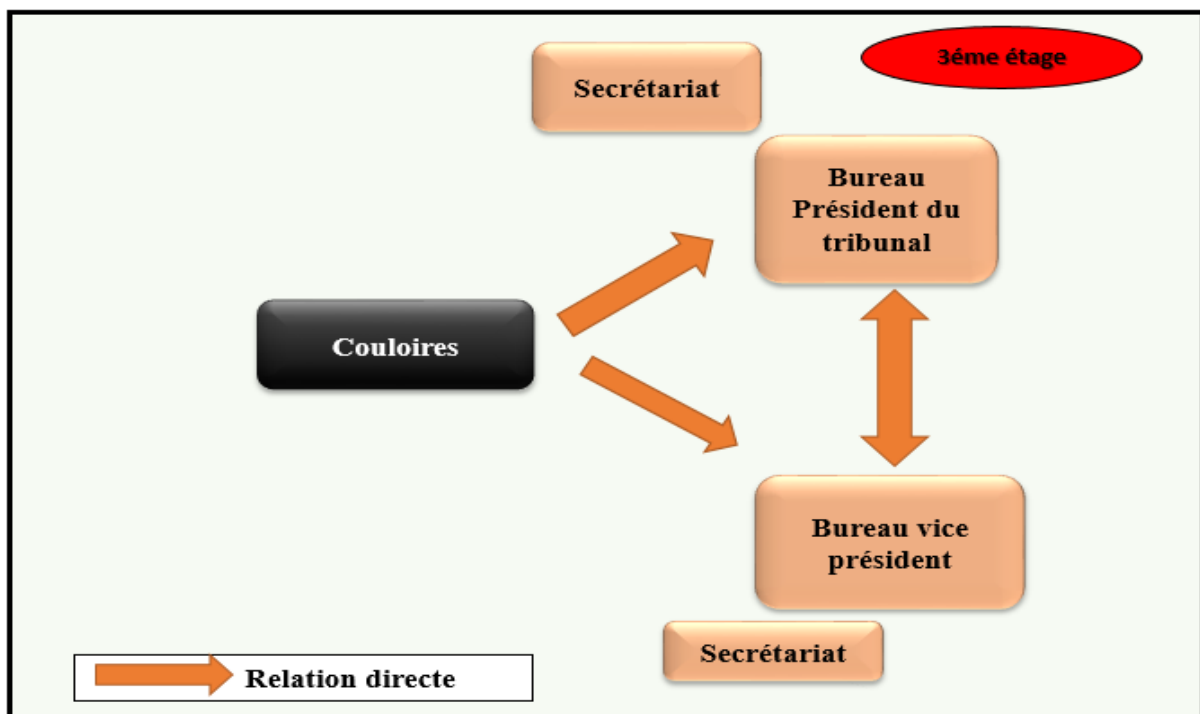 3éme étage
Secrétariat
Bureau
Président du
tribunal
Couloires
Bureau vice
président
Secrétariat
Relation directe